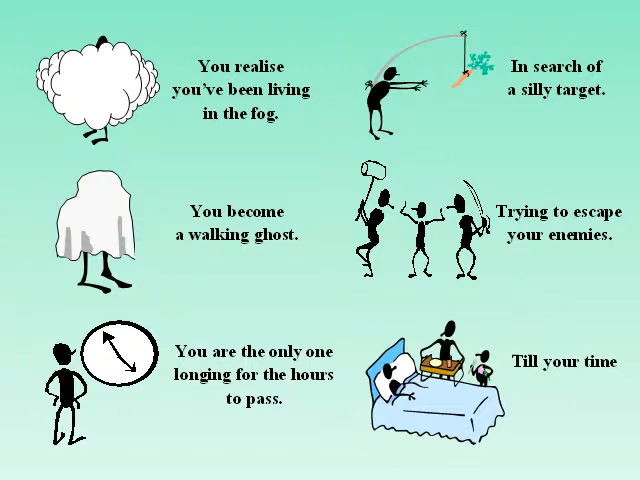 You realise
you've been living
in the fog.
In search of
a silly target.
You become
a walking ghost.
Trying to escape
your enemies.
You are the only one
longing for the hours
to pass.
Till your time